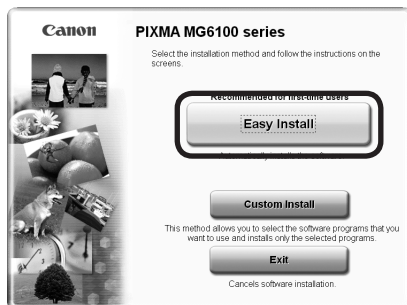 Canon
PIXMA MG6100 series
Select the installation method and follow the instructions on the
screens.
Recommended for first-time users
Easy Install
Custom Install
This method allows you to select the software programs that you
want to use and installs only the selected programs.
Exit
Cancels software installation.